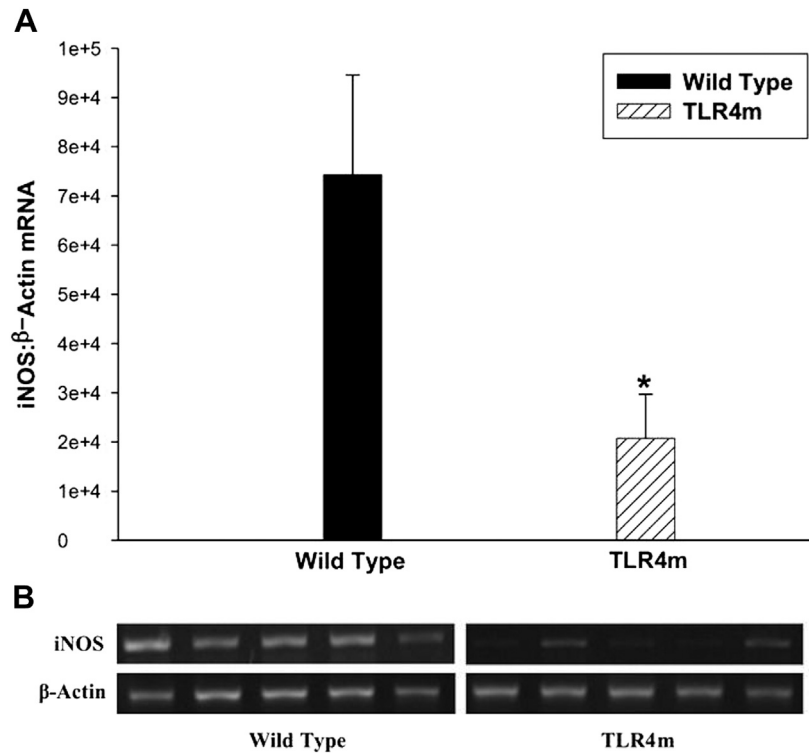 A
1e+5
9e+4
8e+4
7e+4
6e+4
5e+4
4e+4
3e+4
2e+4
1e+4
0
iNOS:β-Actin mRNA
Wild Type
TLR4m
*
Wild Type
TLR4m
B
iNOS
β-Actin
Wild Type
TLR4m